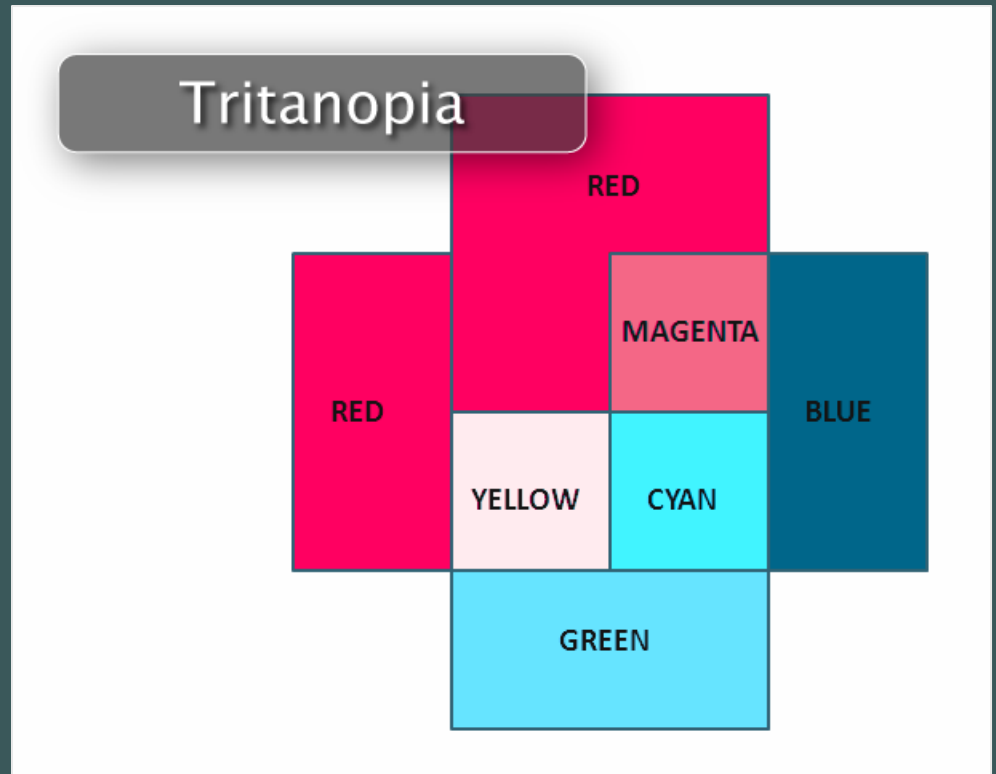 Tritanopia
RED
MAGENTA
RED
BLUE
YELLOW
CYAN
GREEN